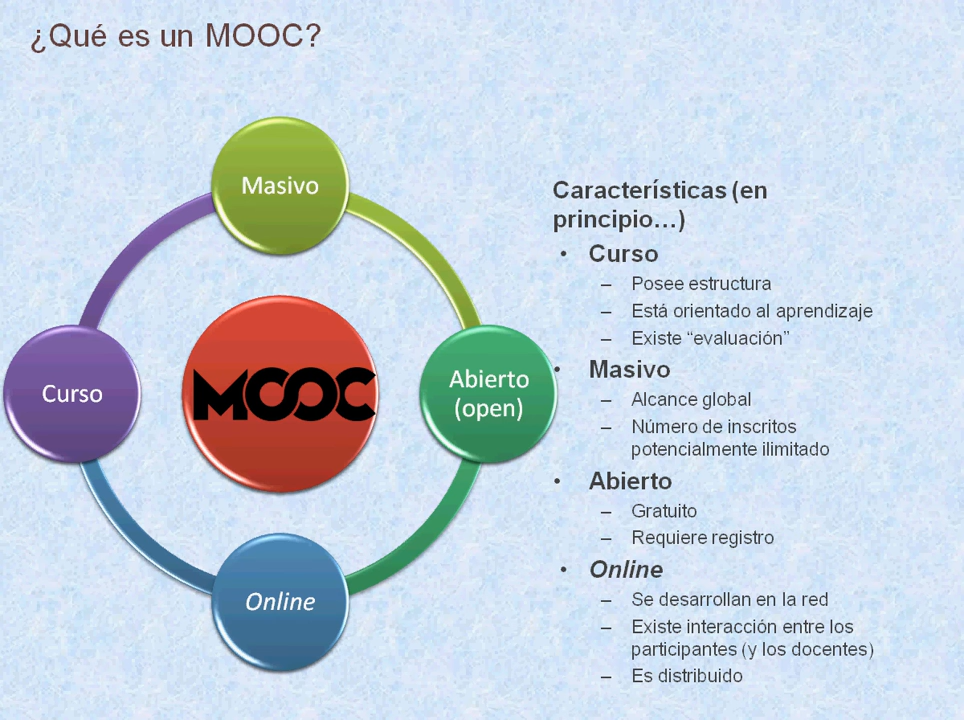 ¿Qué es un MOOC?
Masivo
Curso
MOOC
Abierto
(open)
Online
Características (en
principio…)
• Curso
– Posee estructura
– Está orientado al aprendizaje
– Existe “evaluación”
• Masivo
– Alcance global
– Número de inscritos
potencialmente ilimitado
• Abierto
– Gratuito
– Requiere registro
• Online
– Se desarrollan en la red
– Existe interacción entre los
participantes (y los docentes)
– Es distribuido